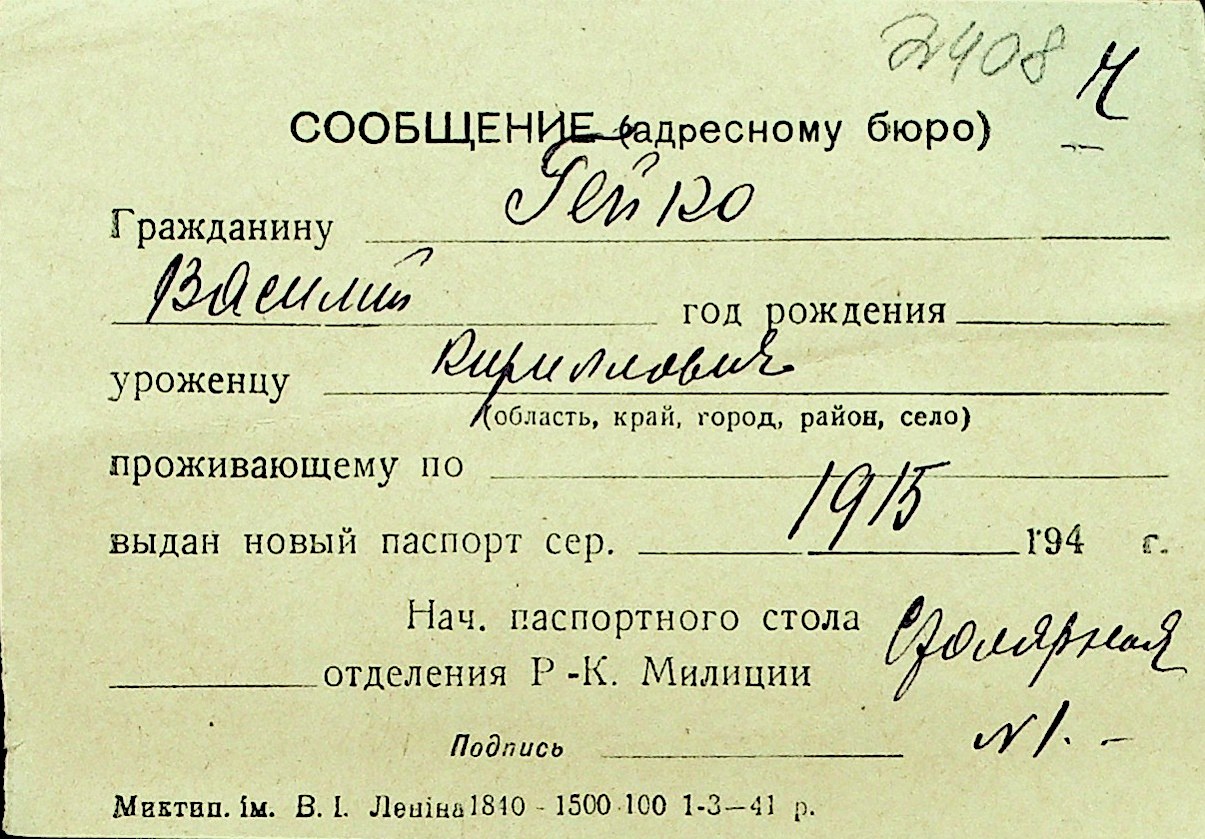 2408 Ч
СООБЩЕНИЕ (адресному бюро)
Гражданину Гейко
Василий год рождения
уроженцу Кириллович
(область, край, город, район, село)
проживающему по
выдан новый паспорт сер. 1915 194 г.
Нач. паспортного стола Столярная
отделения Р-К. Милиции
Подпись N 1. –
Миктип. ім. В. І. Леніна 1840 - 1500·100 1-3—41 р.